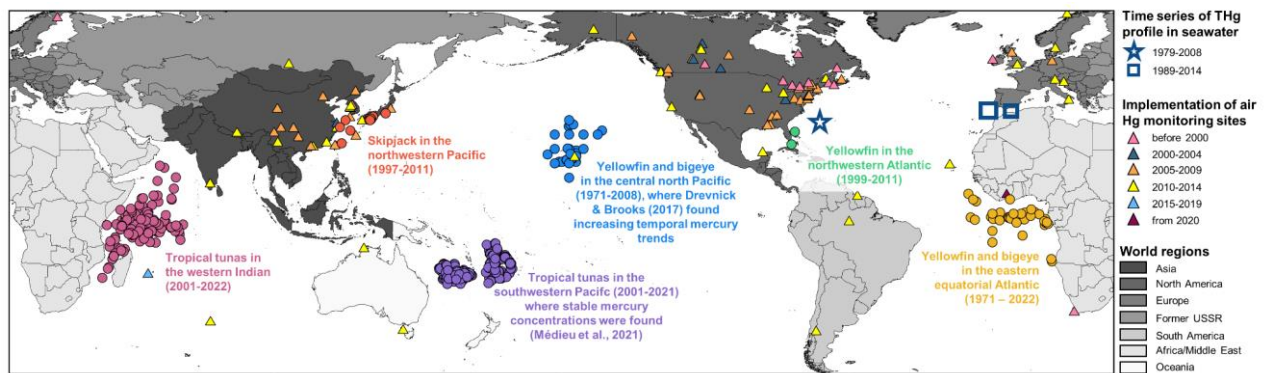 Skipjack in the
northwestern Pacific
(1997-2011)
Yellowfin and bigeye
in the central north Pacific
(1971-2008), where Drevnick
& Brooks (2017) found
increasing temporal mercury
trends
Yellowfin in the
northwestern Atlantic
(1999-2011)
Tropical tunas in
the western Indian
(2001-2022)
Tropical tunas in the
southwestern Pacifc (2001-2021)
where stable mercury
concentrations were found
(Médieu et al., 2021)
Yellowfin and bigeye
in the eastern
equatorial Atlantic
(1971 – 2022)
Time series of THg
profile in seawater
1979-2008
1989-2014
Implementation of air
Hg monitoring sites
before 2000
2000-2004
2005-2009
2010-2014
2015-2019
from 2020
World regions
Asia
North America
Europe
Former USSR
South America
Africa/Middle East
Oceania